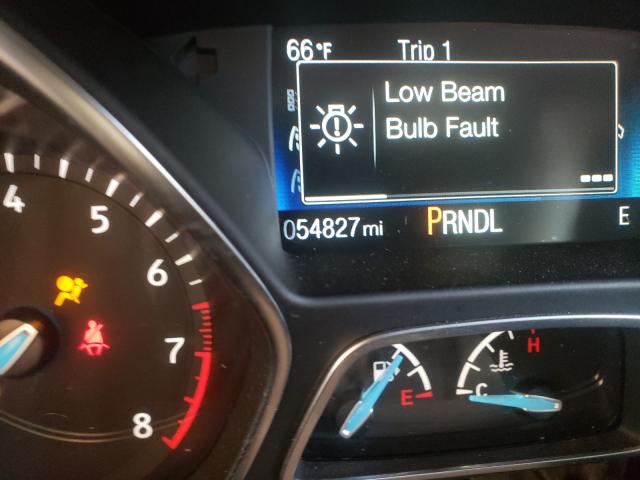 66°F Trip 1
Low Beam
Bulb Fault
054827 mi PRNDL E
4
5
6
7
8
E
C
H